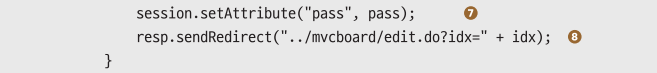 session.setAttribute("pass", pass); ❼
resp.sendRedirect("../mvcboard/edit.do?idx=" + idx); ❽
}